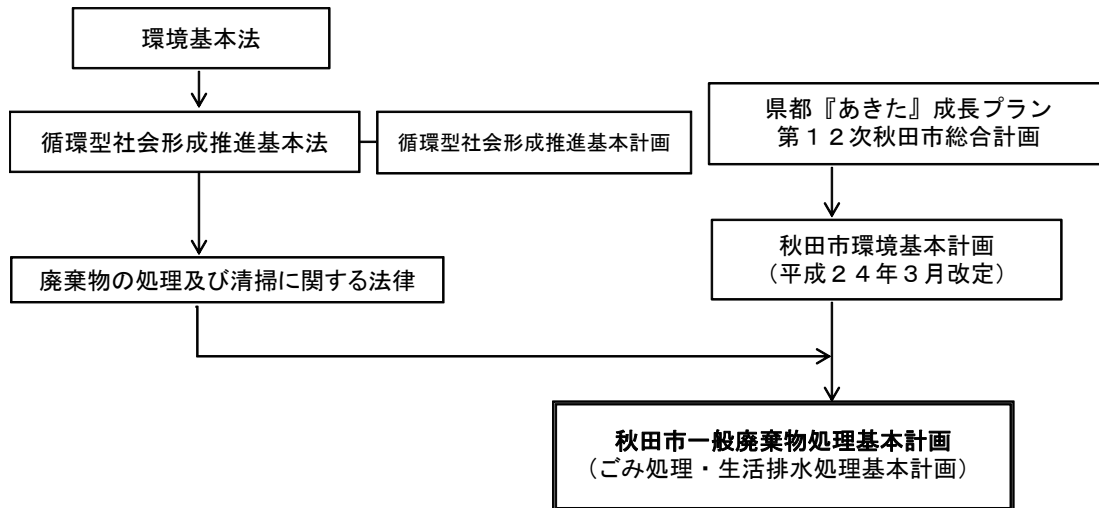 環境基本法
循環型社会形成推進基本法
循環型社会形成推進基本計画
廃棄物の処理及び清掃に関する法律
県都『あきた』成長プラン
第１２次秋田市総合計画
秋田市環境基本計画
（平成２４年３月改定）
秋田市一般廃棄物処理基本計画
（ごみ処理・生活排水処理基本計画）